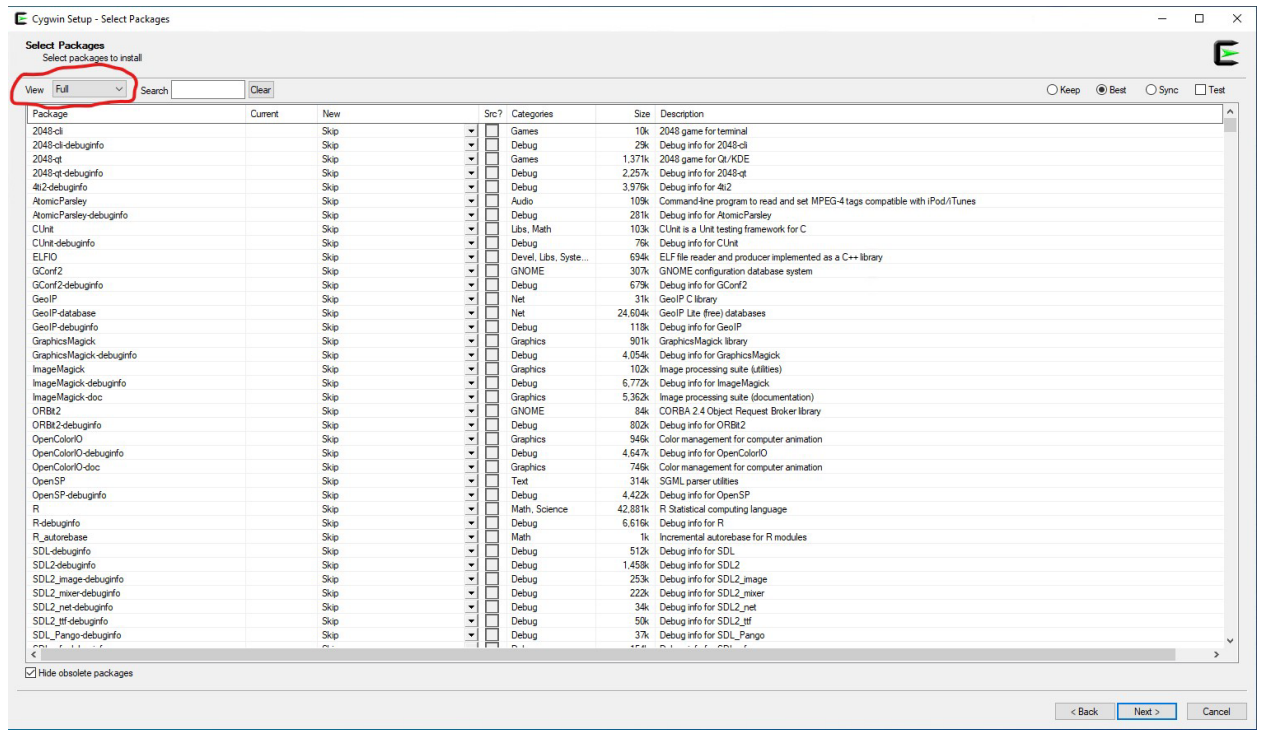 Cygwin Setup - Select Packages
Select Packages
Select packages to install
View Full Search Clear Keep Best Sync Test
Package Current New Src? Categories Size Description
2048-cli Skip Games 10k 2048 game for terminal
2048-cli-debuginfo Skip Debug 29k Debug info for 2048-cli
2048-qt Skip Games 1,371k 2048 game for Qt/KDE
2048-qt-debuginfo Skip Debug 2,257k Debug info for 2048-qt
4ti2-debuginfo Skip Debug 3,976k Debug info for 4ti2
AtomicParsley Skip Audio 109k Command-line program to read and set MPEG-4 tags compatible with iPod/iTunes
AtomicParsley-debuginfo Skip Debug 281k Debug info for AtomicParsley
CUnit Skip Libs, Math 103k CUnit is a Unit testing framework for C
CUnit-debuginfo Skip Debug 76k Debug info for CUnit
ELFIO Skip Devel, Libs, Syste... 694k ELF file reader and producer implemented as a C++ library
GConf2 Skip GNOME 307k GNOME configuration database system
GConf2-debuginfo Skip Debug 679k Debug info for GConf2
GeoIP Skip Net 31k GeoIP C library
GeoIP-database Skip Net 24,604k GeoIP Lite (free) databases
GeoIP-debuginfo Skip Debug 118k Debug info for GeoIP
GraphicsMagick Skip Graphics 901k GraphicsMagick library
GraphicsMagick-debuginfo Skip Debug 4,054k Debug info for GraphicsMagick
ImageMagick Skip Graphics 102k Image processing suite (utilities)
ImageMagick-debuginfo Skip Debug 6,772k Debug info for ImageMagick
ImageMagick-doc Skip Graphics 5,362k Image processing suite (documentation)
ORBit2 Skip GNOME 84k CORBA 2.4 Object Request Broker library
ORBit2-debuginfo Skip Debug 802k Debug info for ORBit2
OpenColorIO Skip Graphics 946k Color management for computer animation
OpenColorIO-debuginfo Skip Debug 4,647k Debug info for OpenColorIO
OpenColorIO-doc Skip Graphics 746k Color management for computer animation
OpenSP Skip Text 314k SGML parser utilities
OpenSP-debuginfo Skip Debug 4,422k Debug info for OpenSP
R Skip Math, Science 42,881k R Statistical computing language
R-debuginfo Skip Debug 6,616k Debug info for R
R_autorebase Skip Math 1k Incremental autorebase for R modules
SDL-debuginfo Skip Debug 512k Debug info for SDL
SDL2-debuginfo Skip Debug 1,458k Debug info for SDL2
SDL2_image-debuginfo Skip Debug 253k Debug info for SDL2_image
SDL2_mixer-debuginfo Skip Debug 222k Debug info for SDL2_mixer
SDL2_net-debuginfo Skip Debug 34k Debug info for SDL2_net
SDL2_ttf-debuginfo Skip Debug 50k Debug info for SDL2_ttf
SDL_Pango-debuginfo Skip Debug 37k Debug info for SDL_Pango
Hide obsolete packages
< Back Next > Cancel